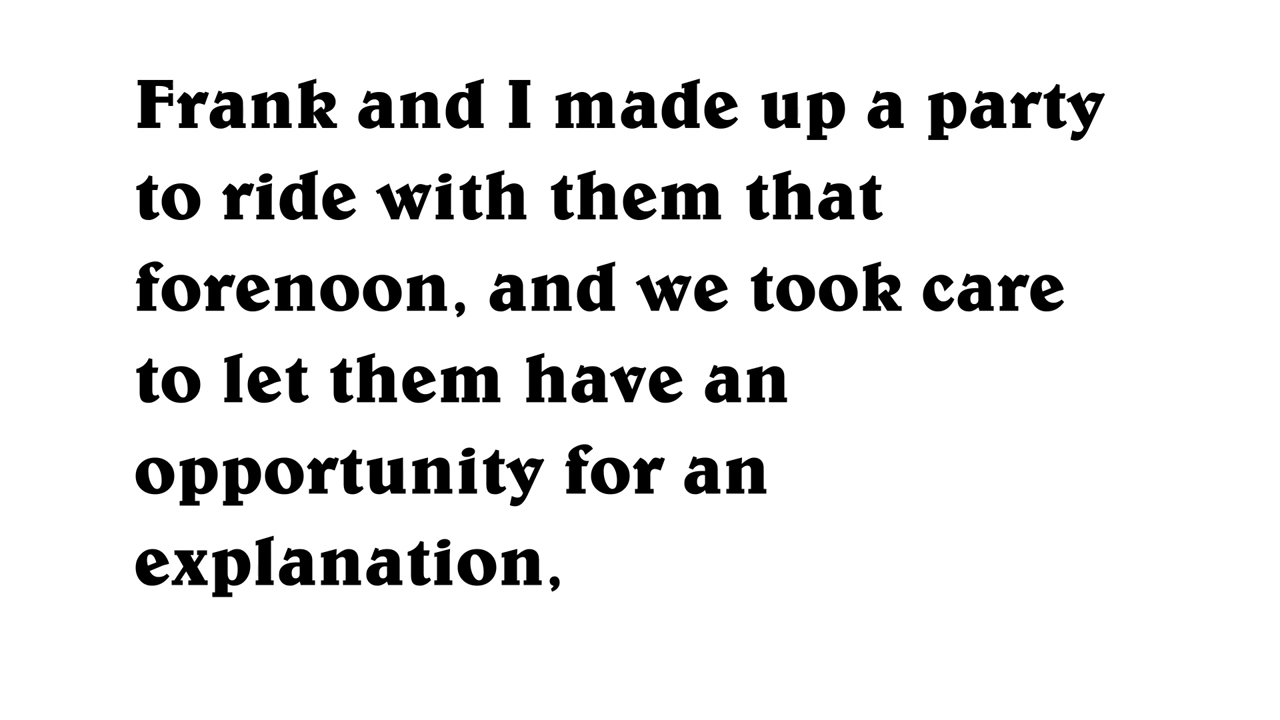 Frank and I made up a party
to ride with them that
forenoon, and we took care
to let them have an
opportunity for an
explanation,